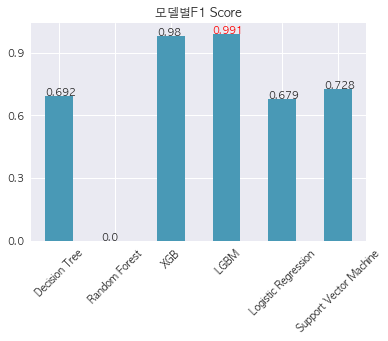 모델별F1 Score
0.9
0.6
0.3
0.0
0.692
0.0
0.98
0.991
0.679
0.728
Decision Tree
Random Forest
XGB
LGBM
Logistic Regression
Support Vector Machine